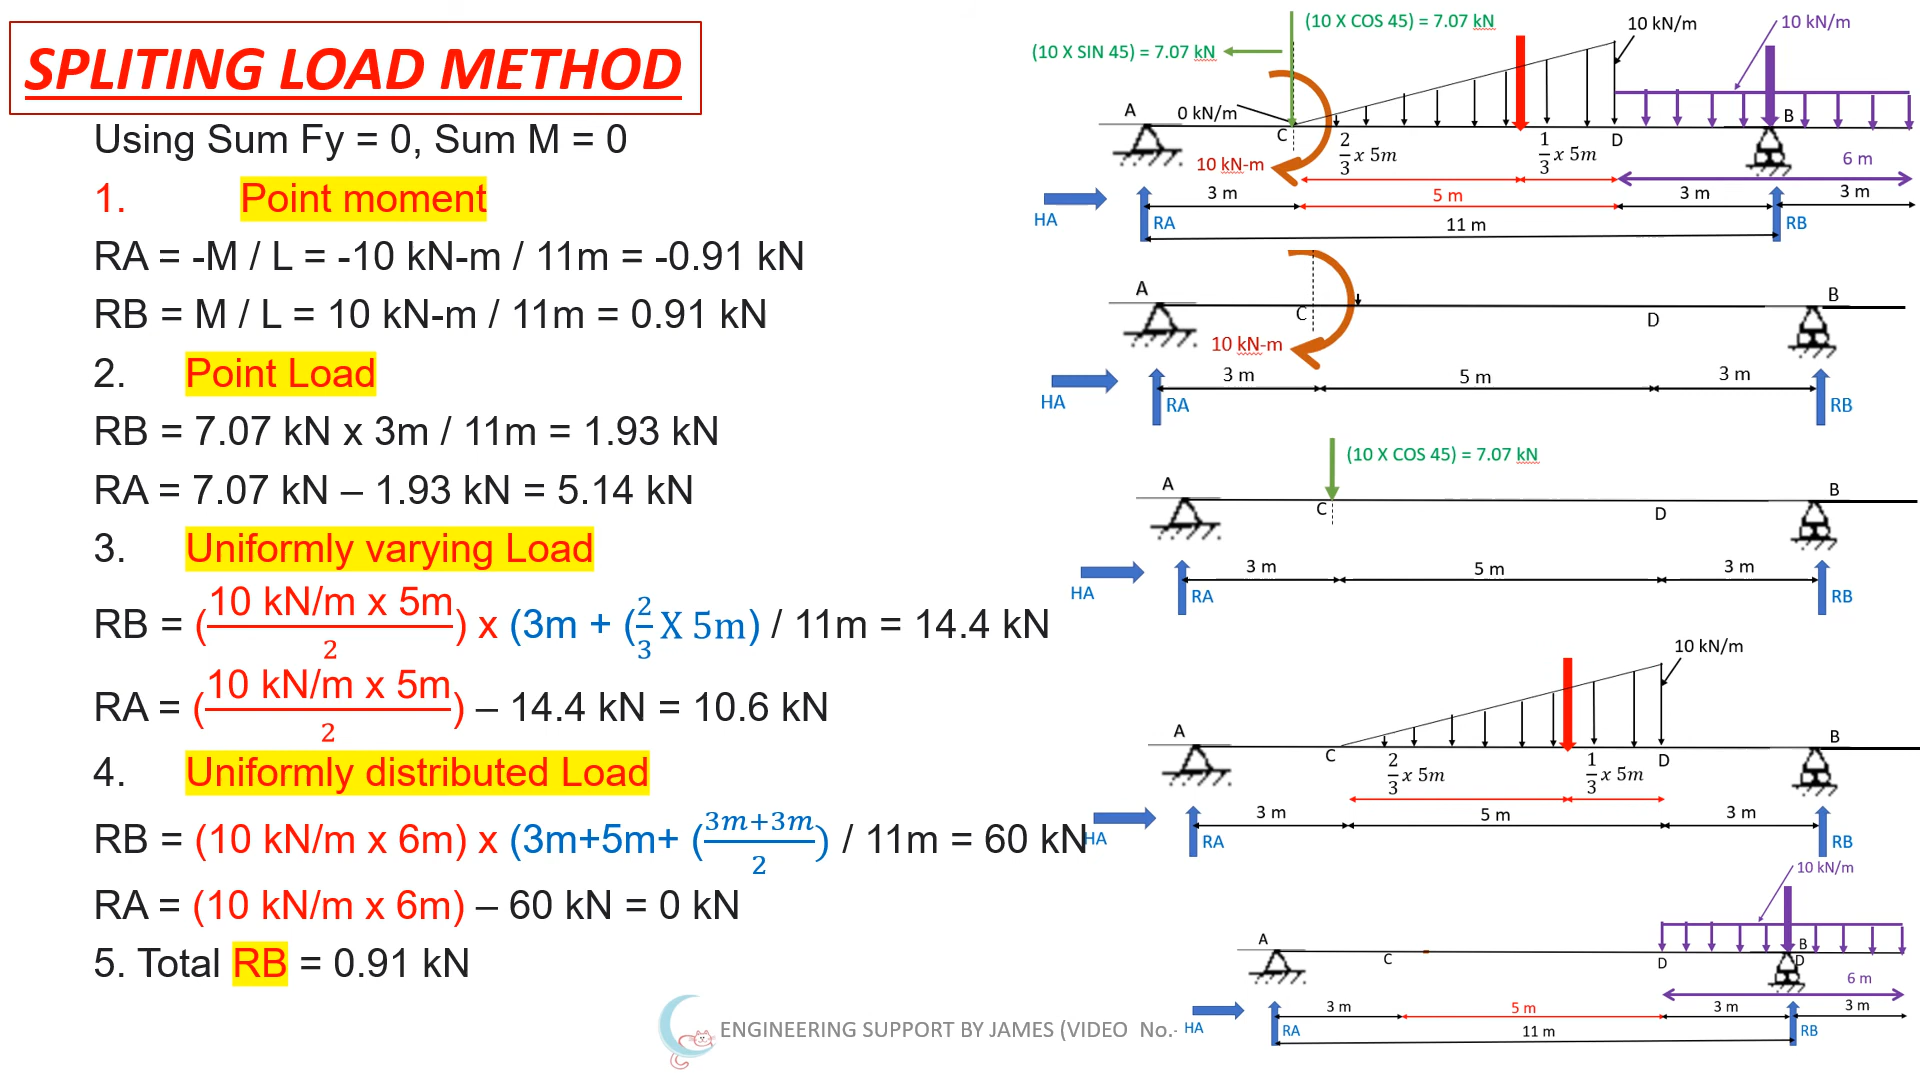 SPLITING LOAD METHOD
Using Sum Fy = 0, Sum M = 0
1. Point moment
RA = -M / L = -10 kN-m / 11m = -0.91 kN
RB = M / L = 10 kN-m / 11m = 0.91 kN
2. Point Load
RB = 7.07 kN x 3m / 11m = 1.93 kN
RA = 7.07 kN – 1.93 kN = 5.14 kN
3. Uniformly varying Load
RB = (10 kN/m x 5m / 2) x (3m + (2/3 X 5m) / 11m = 14.4 kN
RA = (10 kN/m x 5m / 2) – 14.4 kN = 10.6 kN
4. Uniformly distributed Load
RB = (10 kN/m x 6m) x (3m+5m+ (3m+3m / 2) / 11m = 60 kN
RA = (10 kN/m x 6m) – 60 kN = 0 kN
5. Total RB = 0.91 kN
(10 X COS 45) = 7.07 kN
10 kN/m
10 kN/m
(10 X SIN 45) = 7.07 kN
A
0 kN/m
B
C
2/3 x 5m
1/3 x 5m
D
10 kN-m
6 m
3 m
5 m
3 m
3 m
HA
RA
11 m
RB
A
B
C
D
10 kN-m
3 m
5 m
3 m
HA
RA
RB
(10 X COS 45) = 7.07 kN
A
B
C
D
3 m
5 m
3 m
HA
RA
RB
10 kN/m
A
B
C
2/3 x 5m
1/3 x 5m
D
3 m
5 m
3 m
HA
RA
RB
10 kN/m
A
B
C
D
D
6 m
3 m
5 m
3 m
3 m
HA
RA
11 m
RB
ENGINEERING SUPPORT BY JAMES (VIDEO No.-